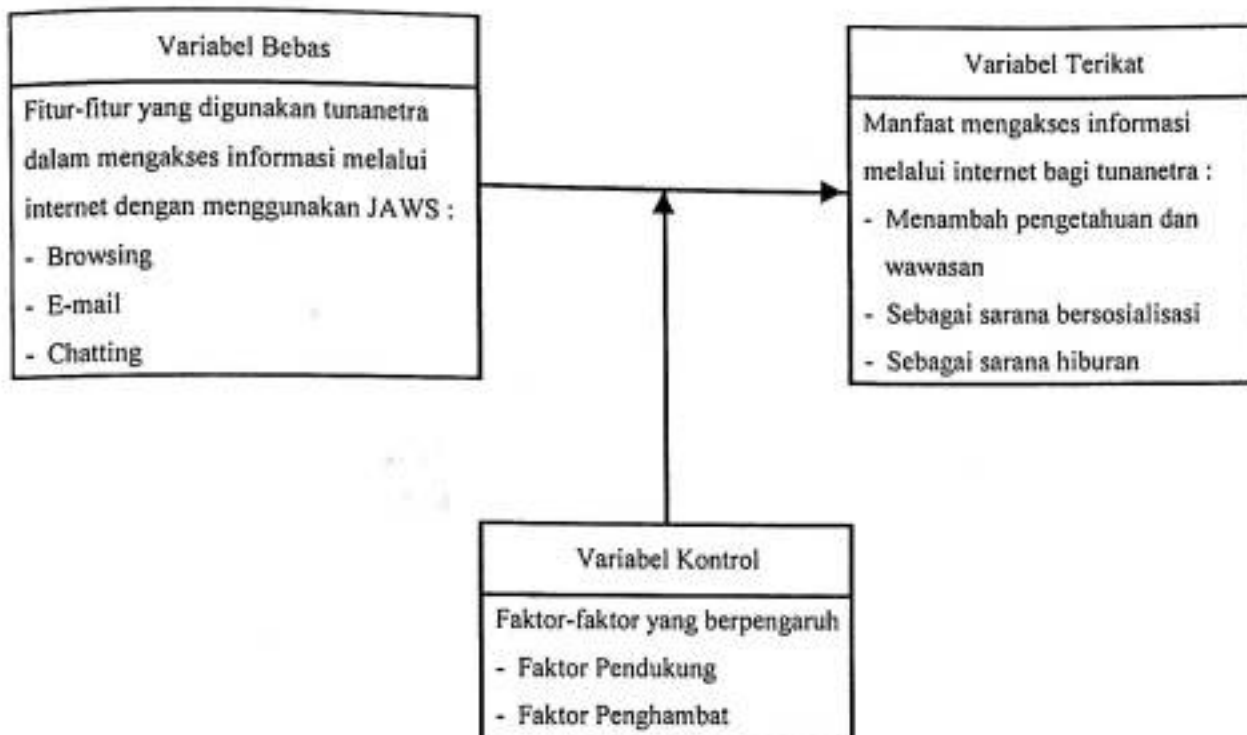 Variabel Bebas
Fitur-fitur yang digunakan tunanetra
dalam mengakses informasi melalui
internet dengan menggunakan JAWS :
- Browsing
- E-mail
- Chatting
Variabel Terikat
Manfaat mengakses informasi
melalui internet bagi tunanetra :
- Menambah pengetahuan dan
wawasan
- Sebagai sarana bersosialisasi
- Sebagai sarana hiburan
Variabel Kontrol
Faktor-faktor yang berpengaruh
- Faktor Pendukung
- Faktor Penghambat